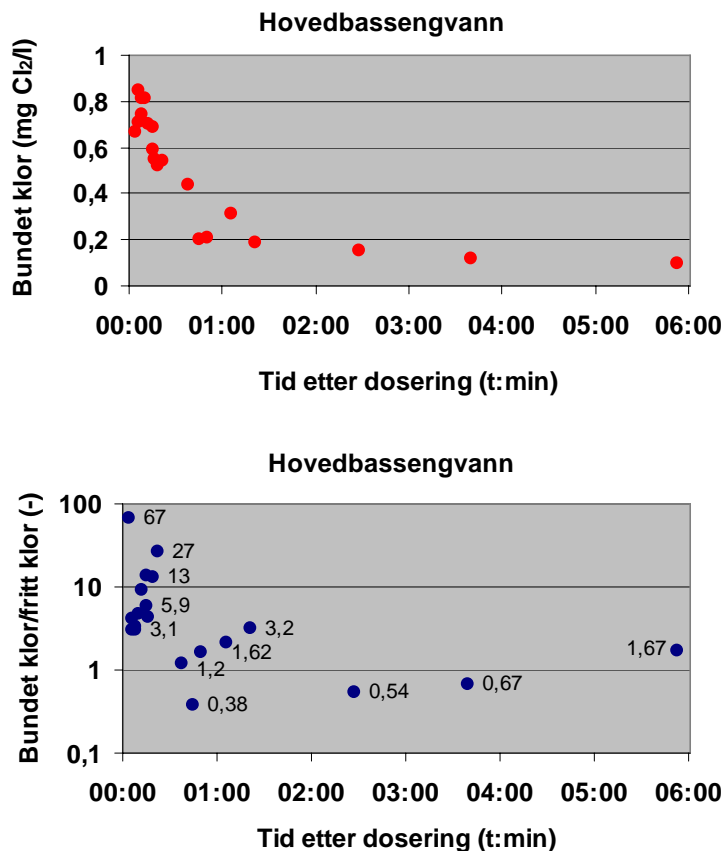 Hovedbassengvann
Bundet klor (mg Cl₂/l)
1
0,8
0,6
0,4
0,2
0
00:00 01:00 02:00 03:00 04:00 05:00 06:00
Tid etter dosering (t:min)
Hovedbassengvann
Bundet klor/fritt klor (-)
100
10
1
0,1
67
27
13
5,9
3,1
3,2
1,62
1,2
0,38
0,54
0,67
1,67
00:00 01:00 02:00 03:00 04:00 05:00 06:00
Tid etter dosering (t:min)